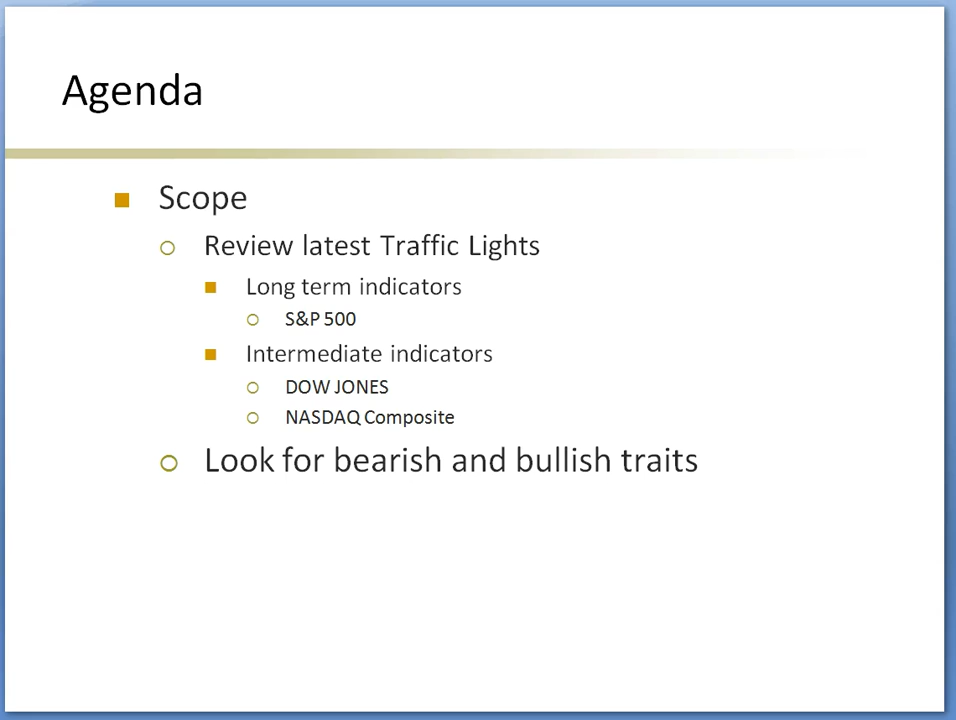 Agenda
Scope
Review latest Traffic Lights
Long term indicators
S&P 500
Intermediate indicators
DOW JONES
NASDAQ Composite
Look for bearish and bullish traits